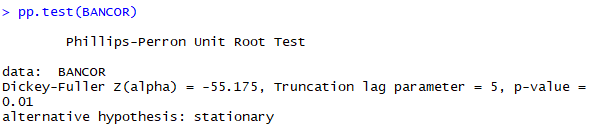 > pp.test(BANCOR)
Phillips-Perron Unit Root Test
data:  BANCOR
Dickey-Fuller Z(alpha) = -55.175, Truncation lag parameter = 5, p-value =
0.01
alternative hypothesis: stationary